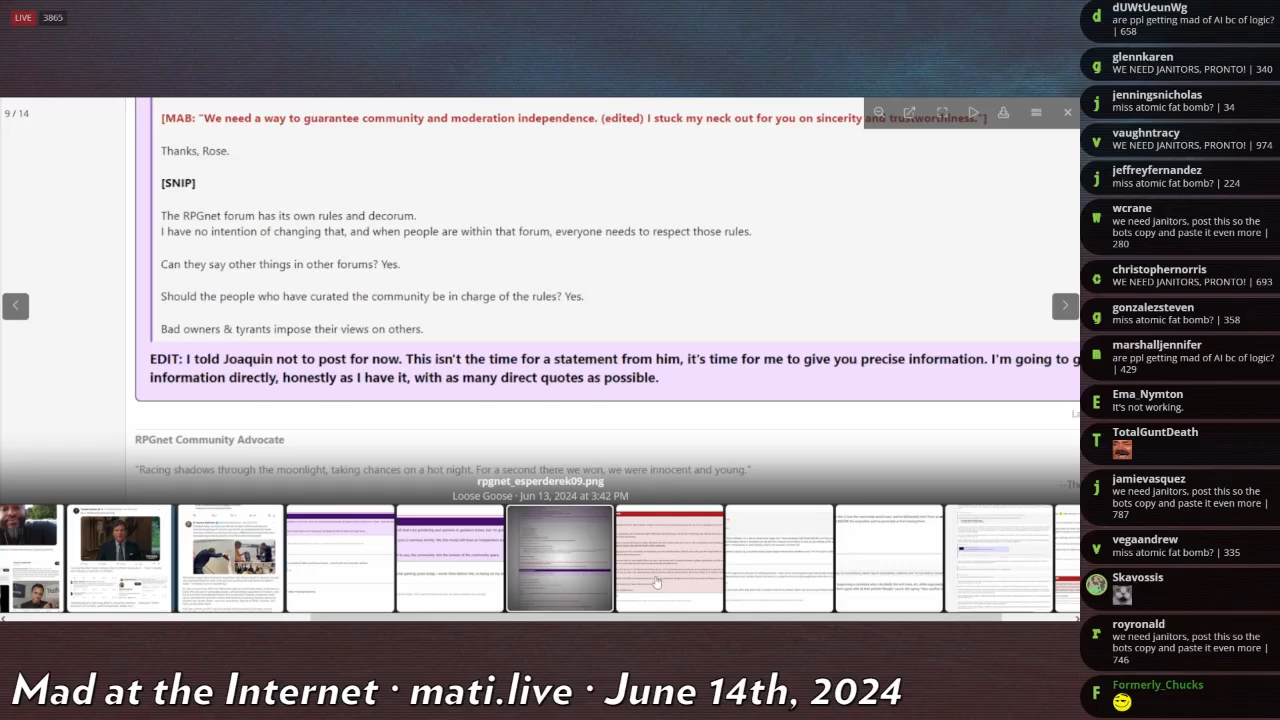 LIVE 3865
9 / 14
[MAB: "We need a way to guarantee community and moderation independence. (edited) I stuck my neck out for you on sincerity and trustworthiness."]
Thanks, Rose.
[SNIP]
The RPGnet forum has its own rules and decorum.
I have no intention of changing that, and when people are within that forum, everyone needs to respect those rules.
Can they say other things in other forums? Yes.
Should the people who have curated the community be in charge of the rules? Yes.
Bad owners & tyrants impose their views on others.
EDIT: I told Joaquin not to post for now. This isn't the time for a statement from him, it's time for me to give you precise information. I'm going to g
information directly, honestly as I have it, with as many direct quotes as possible.
La
RPGnet Community Advocate
"Racing shadows through the moonlight, taking chances on a hot night. For a second there we won, we were innocent and young."
--The
rpgnet_esperderek09.png
Loose Goose · Jun 13, 2024 at 3:42 PM
Mad at the Internet · nati.live · June 14th, 2024
dUWtUeunWg
are ppl getting mad of AI bc of logic?
| 658
glennkaren
WE NEED JANITORS, PRONTO! | 340
jenningsnicholas
miss atomic fat bomb? | 34
vaughntracy
WE NEED JANITORS, PRONTO! | 974
jeffreyfernandez
miss atomic fat bomb? | 224
wcrane
we need janitors, post this so the
bots copy and paste it even more |
280
christophernorris
WE NEED JANITORS, PRONTO! | 693
gonzalezsteven
miss atomic fat bomb? | 358
marshalljennifer
are ppl getting mad of AI bc of logic?
| 429
Ema_Nymton
It's not working.
TotalGuntDeath
jamievasquez
we need janitors, post this so the
bots copy and paste it even more |
787
vegaandrew
miss atomic fat bomb? | 335
Skavossis
royronald
we need janitors, post this so the
bots copy and paste it even more |
746
Formerly_Chucks